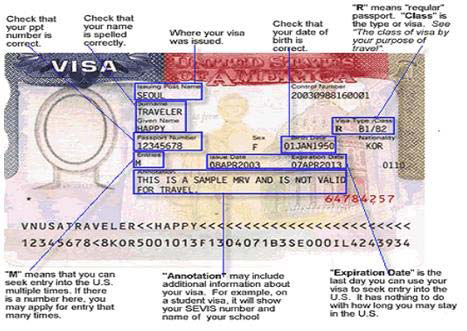 Check that your ppt number is correct.
Check that your name is spelled correctly.
Where your visa was issued.
Check that your date of birth is correct.
"R" means "reqular" passport. "Class" is the type or visa. See "The class of visa by your purpose of travel".
VISA
UNITED STATES
OF AMERICA
Issuing Post Name
SEOUL
Control Number
20030988160001
Surname
TRAVELER
Given Name
HAPPY
Visa Type /Class
R B1/B2
Passport Number
12345678
Sex
F
Birth Date
01JAN1950
Nationality
KOR
Entries
M
Issue Date
08APR2003
Expiration Date
07APR2013
0110
Annotation
THIS IS A SAMPLE MRV AND IS NOT VALID
FOR TRAVEL.
*
64784257
VNUSATRAVELER<<HAPPY<<<<<<<<<<<<<<<<<<<<
12345678<8KOR5001013F1304071B3SE000IL4243934
"M" means that you can seek entry into the U.S. multiple times. If there is a number here, you may apply for entry that many times.
"Annotation" may include additional information about your visa. For example, on a student visa, it will show your SEVIS number and name of your school
"Expiration Date" is the last day you can use your visa to seek entry into the U.S. It has nothing to do with how long you may stay in the U.S.